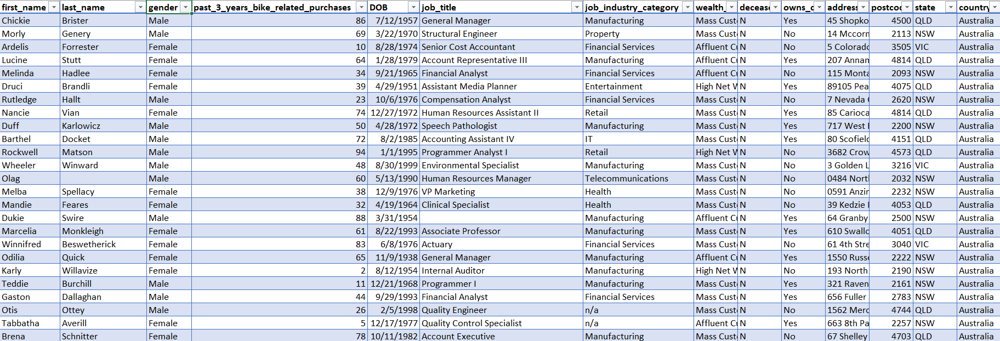 first_name last_name gender past_3_years_bike_related_purchases DOB job_title job_industry_category wealth_ deceas owns_c address postcod state country
Chickie Brister Male 86 7/12/1957 General Manager Manufacturing Mass Cust N Yes 45 Shopko 4500 QLD Australia
Morly Genery Male 69 3/22/1970 Structural Engineer Property Mass Cust N No 14 Mccorn 2113 NSW Australia
Ardelis Forrester Female 10 8/28/1974 Senior Cost Accountant Financial Services Affluent Cu N No 5 Colorado 3505 VIC Australia
Lucine Stutt Female 64 1/28/1979 Account Representative III Manufacturing Affluent Cu N Yes 207 Annan 4814 QLD Australia
Melinda Hadlee Female 34 9/21/1965 Financial Analyst Financial Services Affluent Cu N No 115 Monta 2093 NSW Australia
Druci Brandli Female 39 4/29/1951 Assistant Media Planner Entertainment High Net W N Yes 89105 Pea 4075 QLD Australia
Rutledge Hallt Male 23 10/6/1976 Compensation Analyst Financial Services Mass Cust N No 7 Nevada 2620 NSW Australia
Nancie Vian Female 74 12/27/1972 Human Resources Assistant II Retail Mass Cust N Yes 85 Carioca 4814 QLD Australia
Duff Karlowicz Male 50 4/28/1972 Speech Pathologist Manufacturing Mass Cust N Yes 717 West 2200 NSW Australia
Barthel Docket Male 72 8/2/1985 Accounting Assistant IV IT Mass Cust N Yes 80 Scofield 4151 QLD Australia
Rockwell Matson Male 94 1/1/1995 Programmer Analyst I Retail High Net W N No 3682 Crow 4573 QLD Australia
Wheeler Winward Male 48 8/30/1999 Environmental Specialist Manufacturing Mass Cust N No 3 Golden L 3216 VIC Australia
Olag Male 60 5/13/1990 Human Resources Manager Telecommunications Mass Cust N No 0484 North 2032 NSW Australia
Melba Spellacy Female 38 12/9/1976 VP Marketing Health Mass Cust N No 0591 Anzin 2232 NSW Australia
Mandie Feares Female 32 4/19/1964 Clinical Specialist Health Mass Cust N No 39 Kedzie 4053 QLD Australia
Dukie Swire Male 88 3/31/1954 Manufacturing Affluent Cu N Yes 64 Granby 2500 NSW Australia
Marcelia Monkleigh Female 61 8/22/1993 Associate Professor Manufacturing Mass Cust N Yes 610 Swallo 4051 QLD Australia
Winnifred Beswetherick Female 83 6/8/1976 Actuary Financial Services Mass Cust N No 61 4th Stre 3040 VIC Australia
Odilia Quick Female 65 11/9/1938 General Manager Manufacturing Affluent Cu N Yes 1550 Russe 2222 NSW Australia
Karly Willavize Female 2 8/12/1954 Internal Auditor Manufacturing High Net W N No 193 North 2190 NSW Australia
Teddie Burchill Male 11 12/21/1968 Programmer I Manufacturing Mass Cust N Yes 321 Raven 2161 NSW Australia
Gaston Dallaghan Male 44 9/29/1993 Financial Analyst Financial Services Mass Cust N Yes 656 Fuller 2783 NSW Australia
Otis Ottey Male 26 2/5/1998 Quality Engineer n/a Mass Cust N No 1562 Merc 4744 QLD Australia
Tabbatha Averill Female 5 12/17/1977 Quality Control Specialist n/a Affluent Cu N Yes 663 8th Pa 2257 NSW Australia
Brena Schnitter Female 78 10/11/1982 Account Executive Manufacturing Mass Cust N No 67 Shelley 4703 QLD Australia